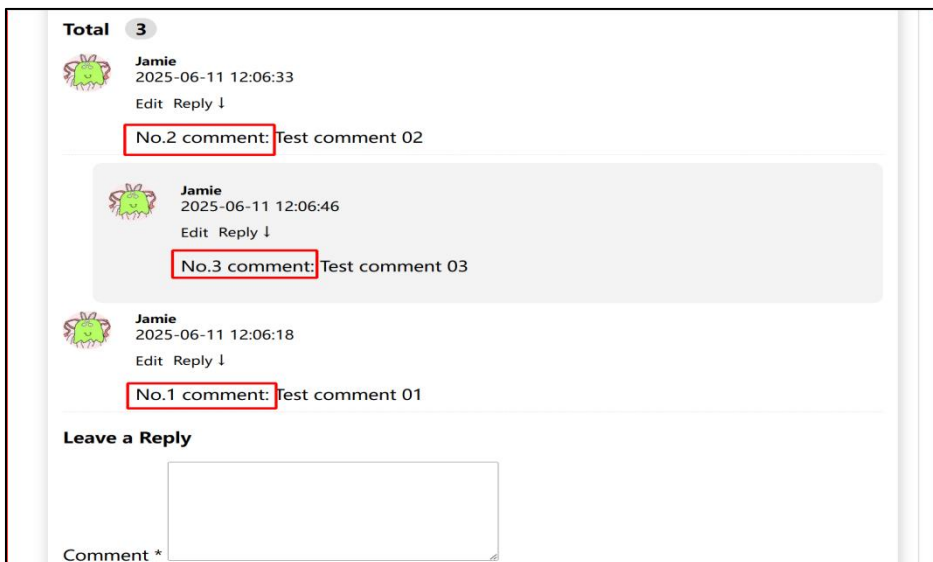 Total 3
Jamie
2025-06-11 12:06:33
Edit Reply ↓
No.2 comment: Test comment 02
Jamie
2025-06-11 12:06:46
Edit Reply ↓
No.3 comment: Test comment 03
Jamie
2025-06-11 12:06:18
Edit Reply ↓
No.1 comment: Test comment 01
Leave a Reply
Comment *